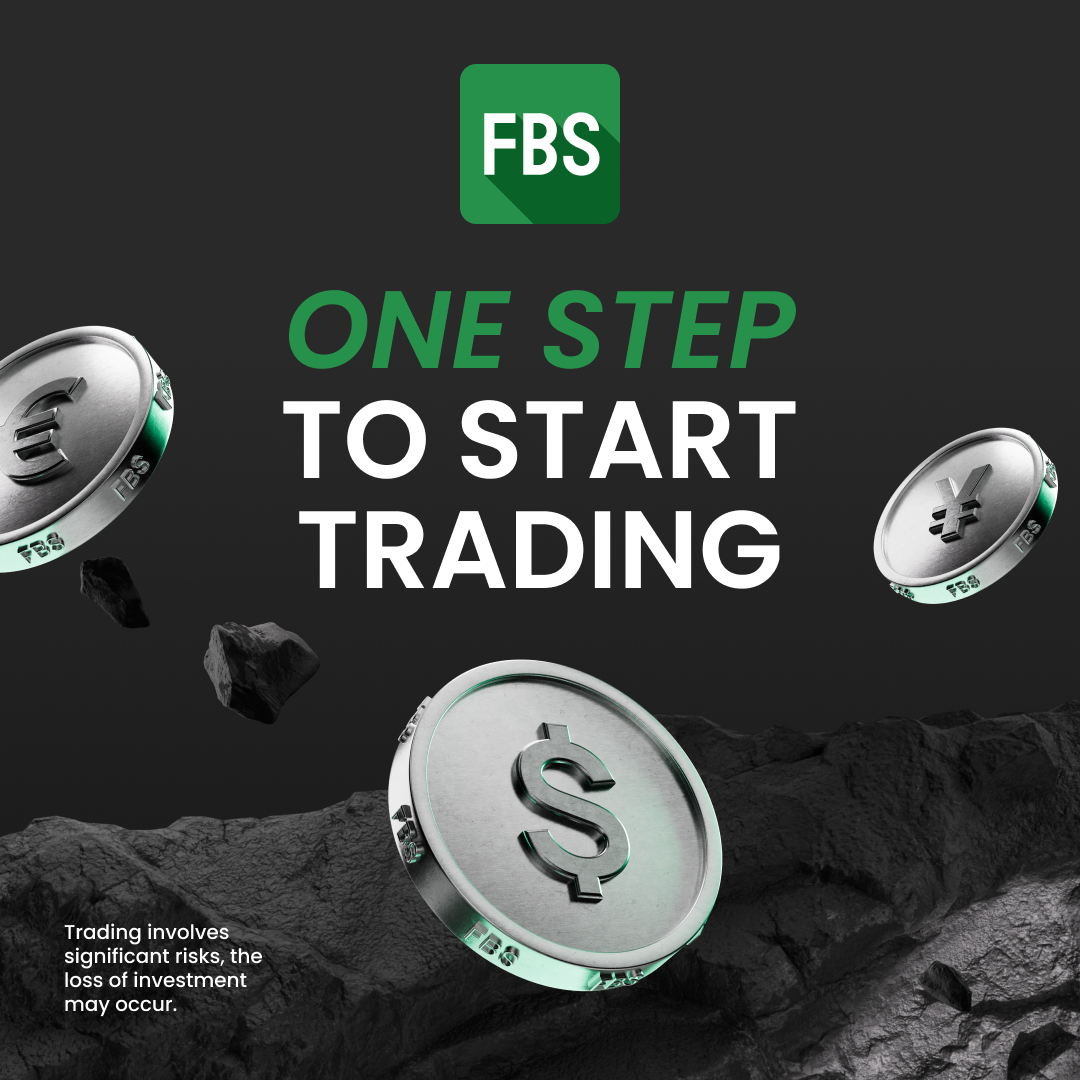 FBS
ONE STEP
TO START
TRADING
€
FBS
FBS
¥
FBS
FBS
$
FBS
Trading involves
significant risks, the
loss of investment
may occur.